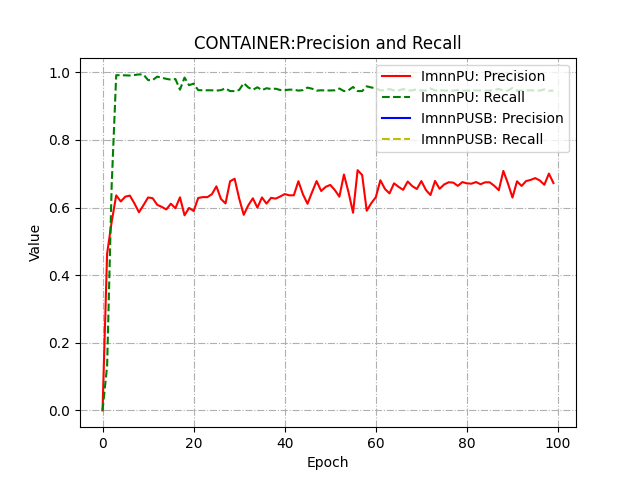 CONTAINER:Precision and Recall
1.0
0.8
0.6
0.4
0.2
0.0
Value
ImnnPU: Precision
ImnnPU: Recall
ImnnPUSB: Precision
ImnnPUSB: Recall
0 20 40 60 80 100
Epoch